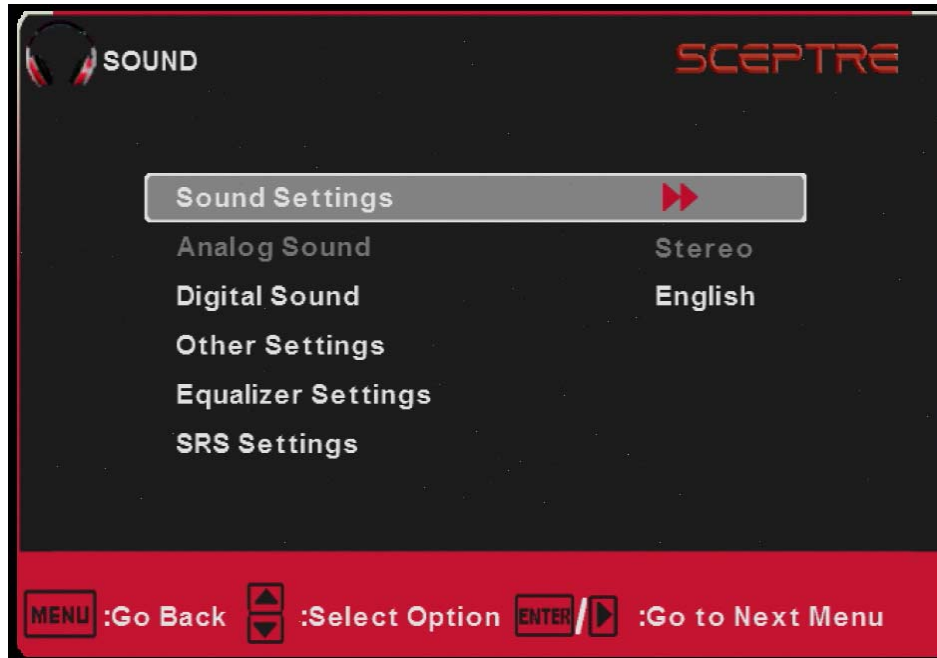 SOUND
SCEPTRE
Sound Settings
Analog Sound Stereo
Digital Sound English
Other Settings
Equalizer Settings
SRS Settings
MENU :Go Back :Select Option ENTER/ :Go to Next Menu